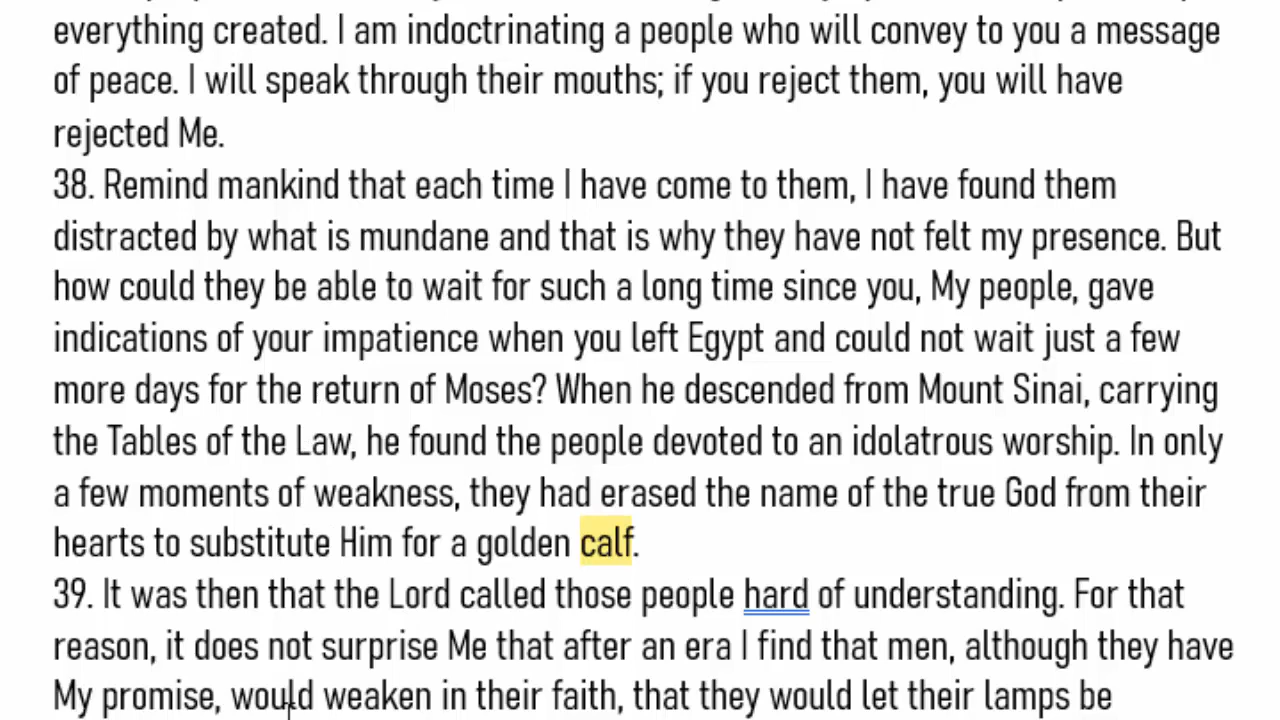 everything created. I am indoctrinating a people who will convey to you a message
of peace. I will speak through their mouths; if you reject them, you will have
rejected Me.
38. Remind mankind that each time I have come to them, I have found them
distracted by what is mundane and that is why they have not felt my presence. But
how could they be able to wait for such a long time since you, My people, gave
indications of your impatience when you left Egypt and could not wait just a few
more days for the return of Moses? When he descended from Mount Sinai, carrying
the Tables of the Law, he found the people devoted to an idolatrous worship. In only
a few moments of weakness, they had erased the name of the true God from their
hearts to substitute Him for a golden calf.
39. It was then that the Lord called those people hard of understanding. For that
reason, it does not surprise Me that after an era I find that men, although they have
My promise, would weaken in their faith, that they would let their lamps be